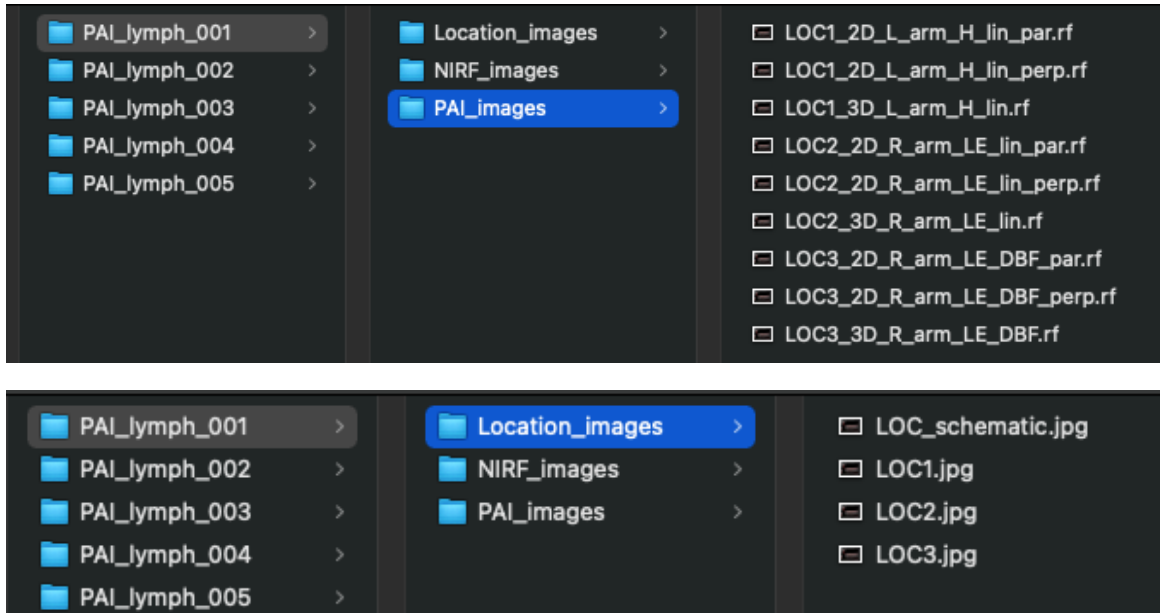 PAI_lymph_001
PAI_lymph_002
PAI_lymph_003
PAI_lymph_004
PAI_lymph_005
Location_images
NIRF_images
PAI_images
LOC1_2D_L_arm_H_lin_par.rf
LOC1_2D_L_arm_H_lin_perp.rf
LOC1_3D_L_arm_H_lin.rf
LOC2_2D_R_arm_LE_lin_par.rf
LOC2_2D_R_arm_LE_lin_perp.rf
LOC2_3D_R_arm_LE_lin.rf
LOC3_2D_R_arm_LE_DBF_par.rf
LOC3_2D_R_arm_LE_DBF_perp.rf
LOC3_3D_R_arm_LE_DBF.rf
PAI_lymph_001
PAI_lymph_002
PAI_lymph_003
PAI_lymph_004
PAI_lymph_005
Location_images
NIRF_images
PAI_images
LOC_schematic.jpg
LOC1.jpg
LOC2.jpg
LOC3.jpg